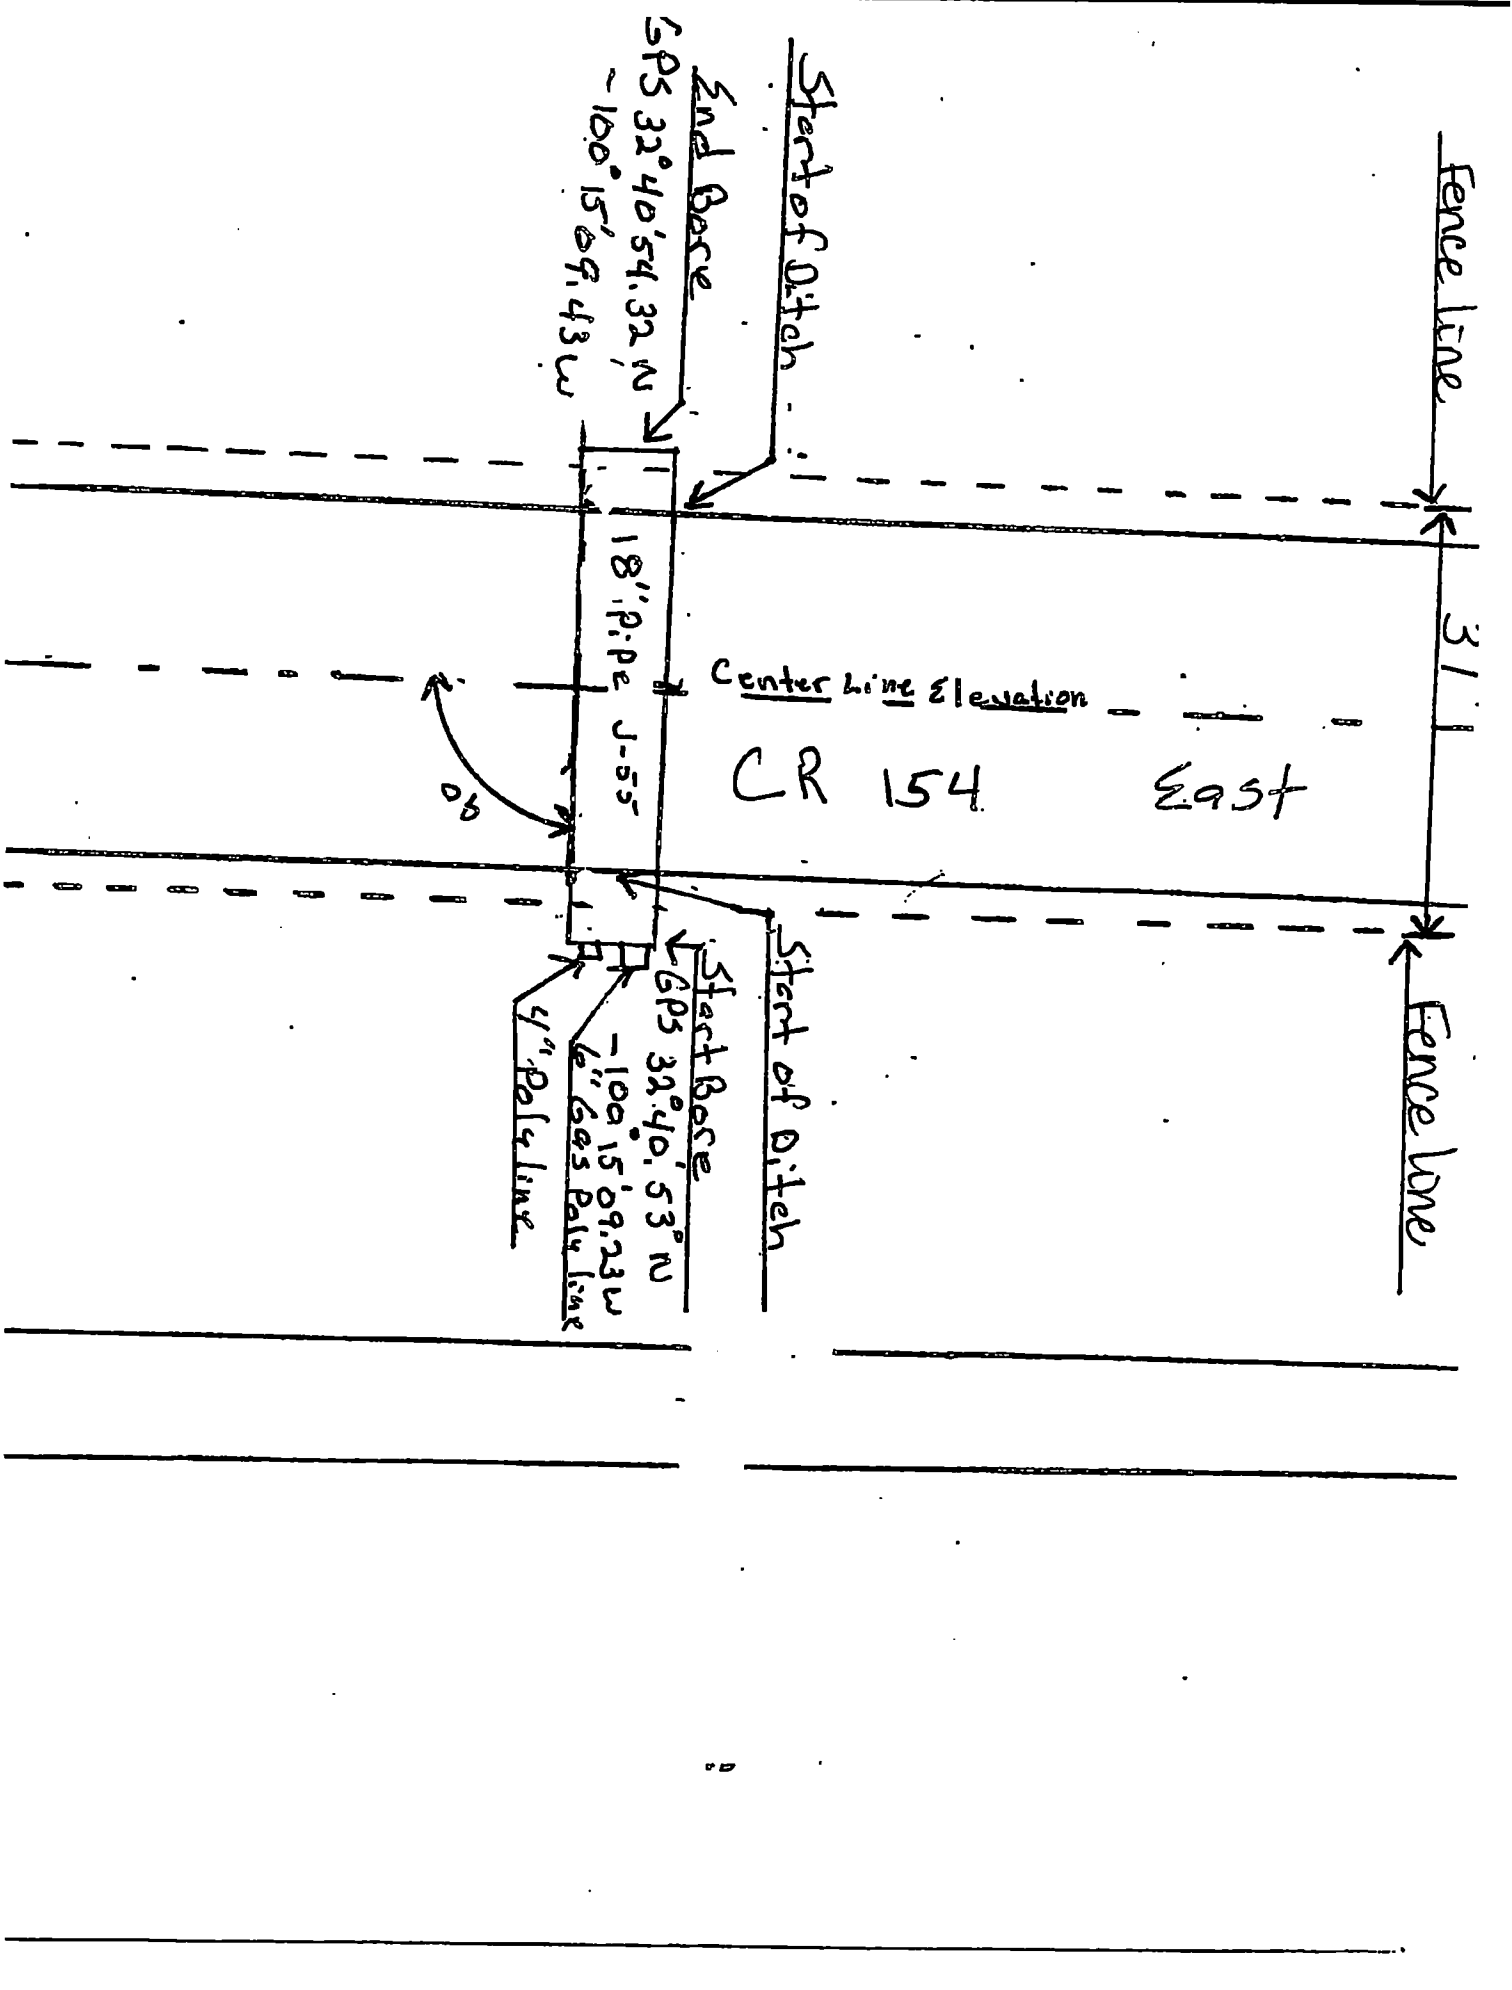 Fence line
31'
Fence line
Start of Ditch
End Bore
GPS 32° 40' 54.32 N
-100° 15' 09.43 W
18" Pipe J-55
Center Line Elevation
CR 154 East
90
Start of Ditch
Start Bore
GPS 32° 40.' 53° N
-100° 15' 09.23 W
6" Gas Poly line
4" Poly line